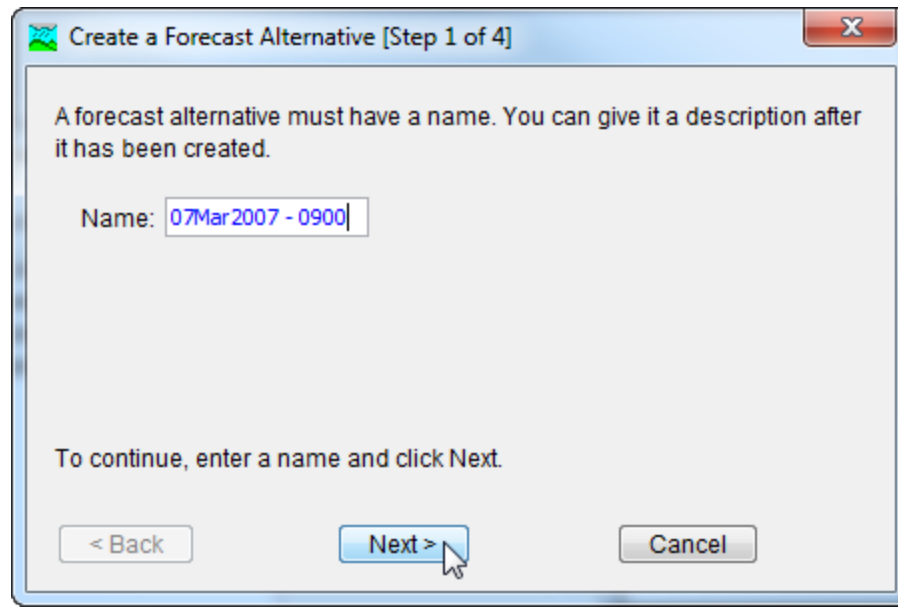 Create a Forecast Alternative [Step 1 of 4]
A forecast alternative must have a name. You can give it a description after
it has been created.
Name: 07Mar2007 - 0900
To continue, enter a name and click Next.
< Back Next > Cancel